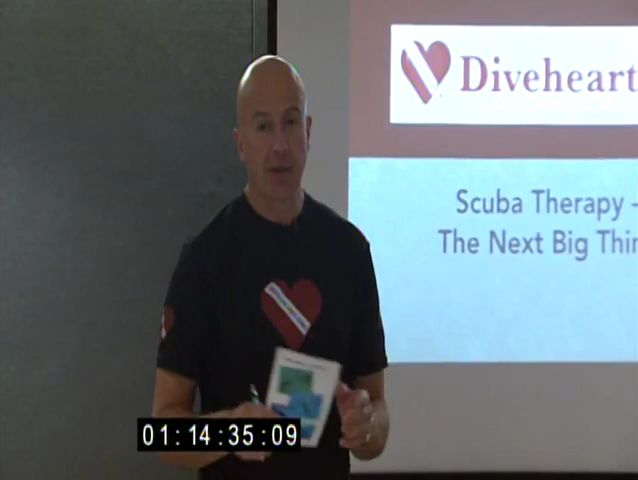 Diveheart
Scuba Therapy -
The Next Big Thin
01:14:35:09